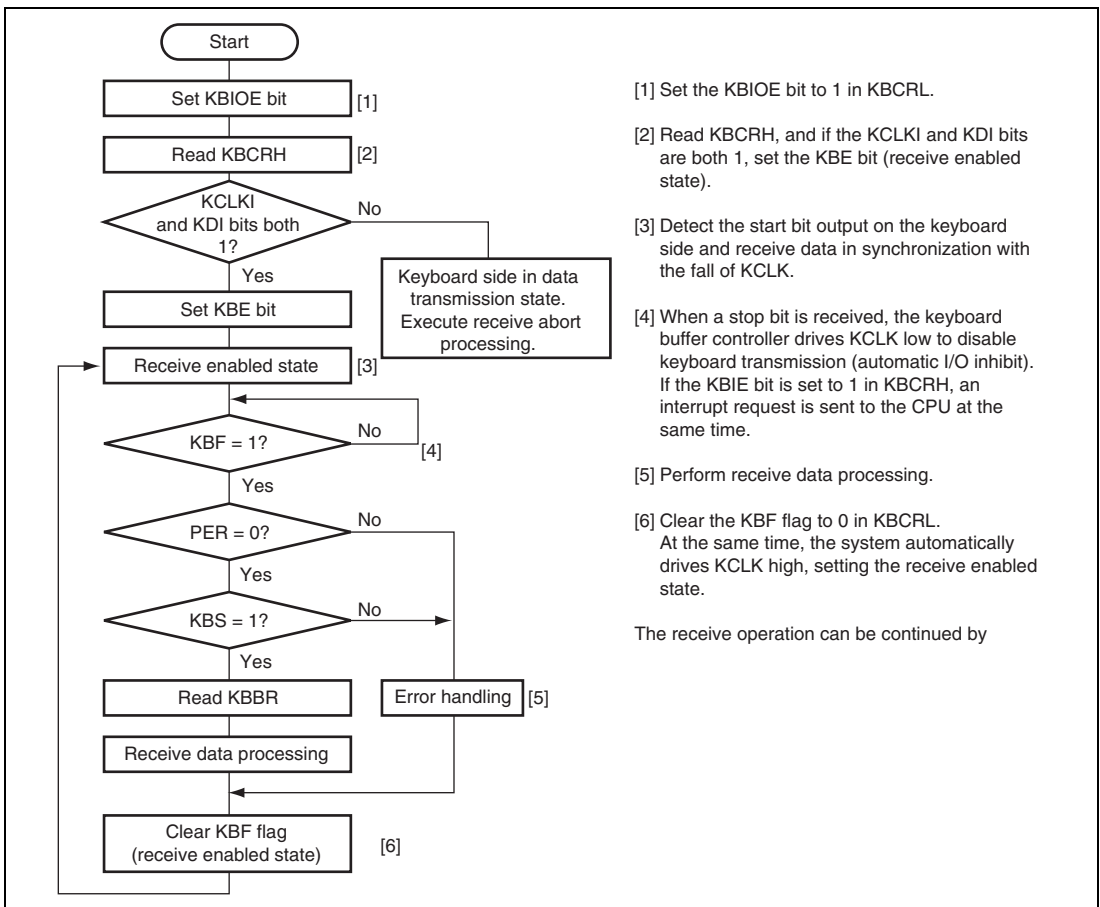 Start
Set KBIOE bit
[1]
Read KBCRH
[2]
KCLKI
and KDI bits both
1?
No
Yes
Keyboard side in data
transmission state.
Execute receive abort
processing.
Set KBE bit
Receive enabled state
[3]
KBF = 1?
No
[4]
Yes
PER = 0?
No
Yes
KBS = 1?
No
Yes
Read KBBR
Error handling
[5]
Receive data processing
Clear KBF flag
(receive enabled state)
[6]
[1] Set the KBIOE bit to 1 in KBCRL.
[2] Read KBCRH, and if the KCLKI and KDI bits
are both 1, set the KBE bit (receive enabled
state).
[3] Detect the start bit output on the keyboard
side and receive data in synchronization with
the fall of KCLK.
[4] When a stop bit is received, the keyboard
buffer controller drives KCLK low to disable
keyboard transmission (automatic I/O inhibit).
If the KBIE bit is set to 1 in KBCRH, an
interrupt request is sent to the CPU at the
same time.
[5] Perform receive data processing.
[6] Clear the KBF flag to 0 in KBCRL.
At the same time, the system automatically
drives KCLK high, setting the receive enabled
state.
The receive operation can be continued by